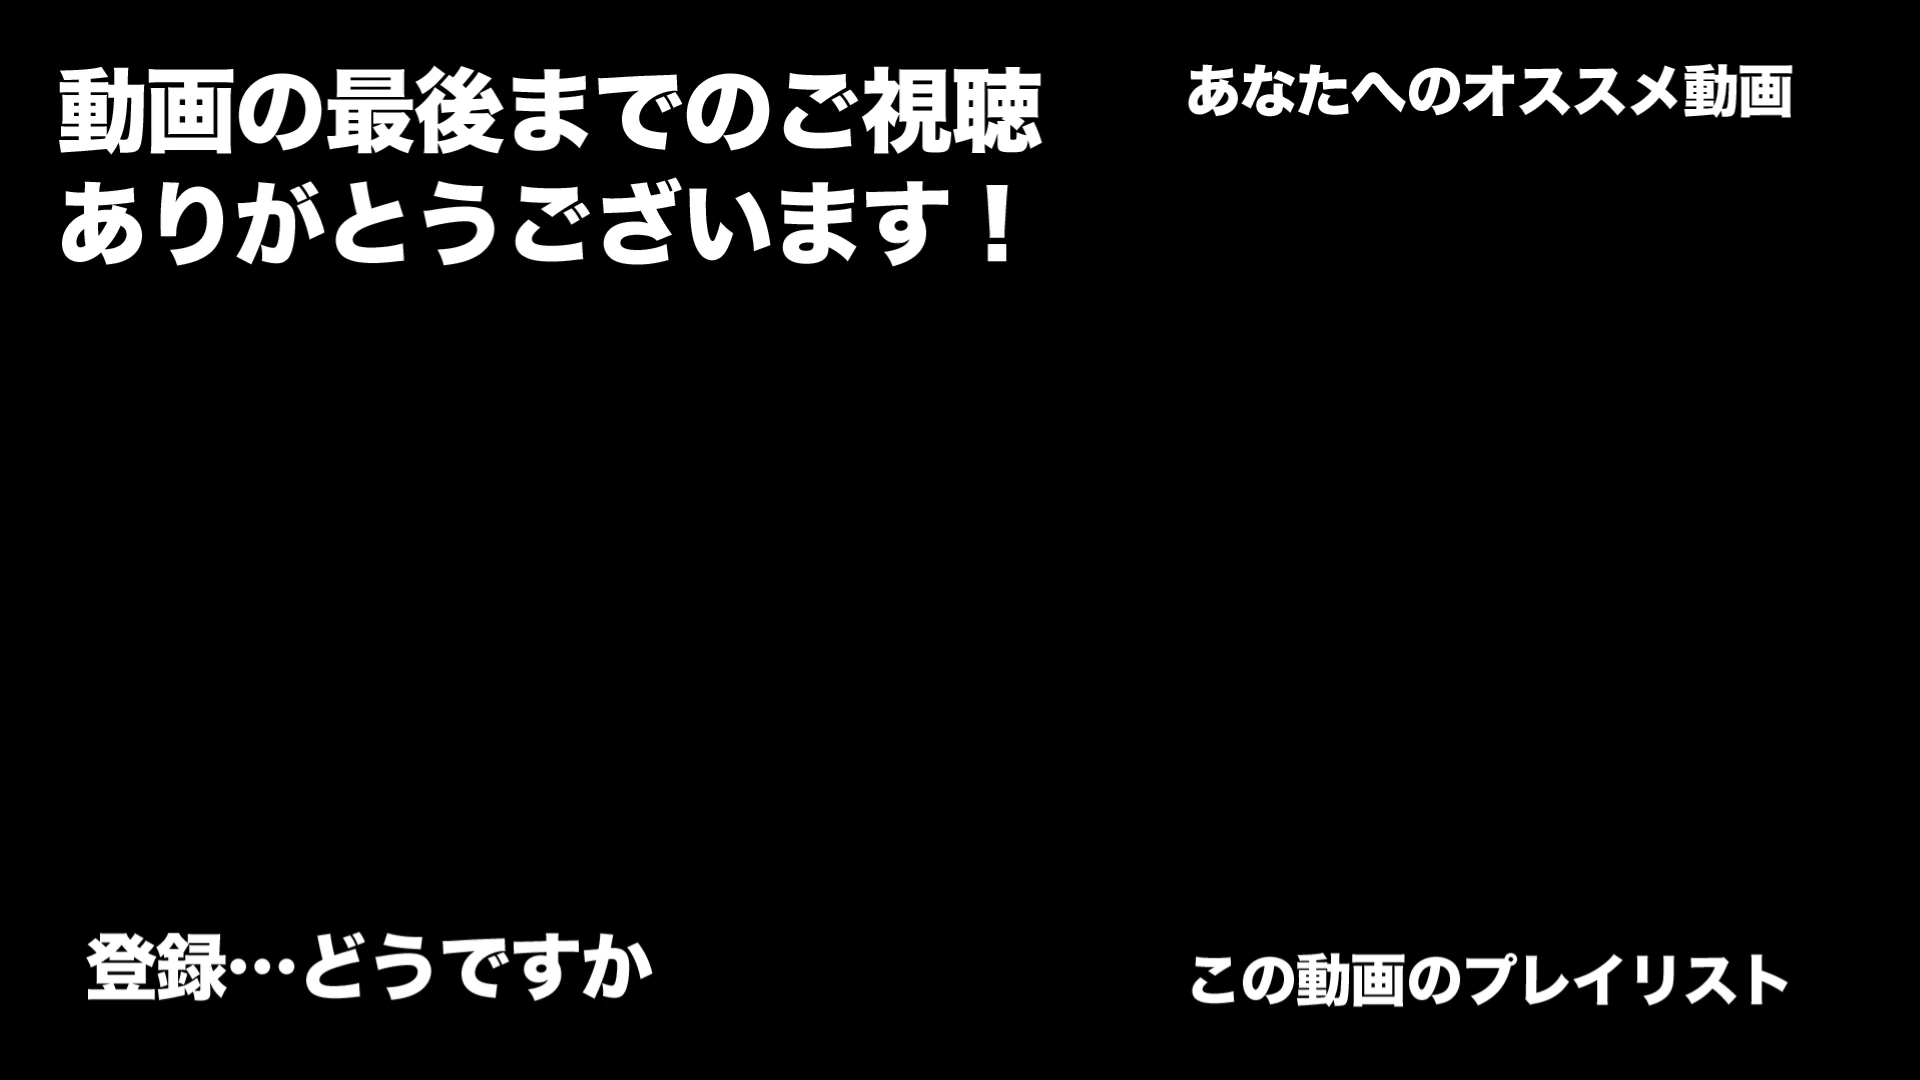 動画の最後までのご視聴
ありがとうございます！
あなたへのオススメ動画
登録…どうですか
この動画のプレイリスト